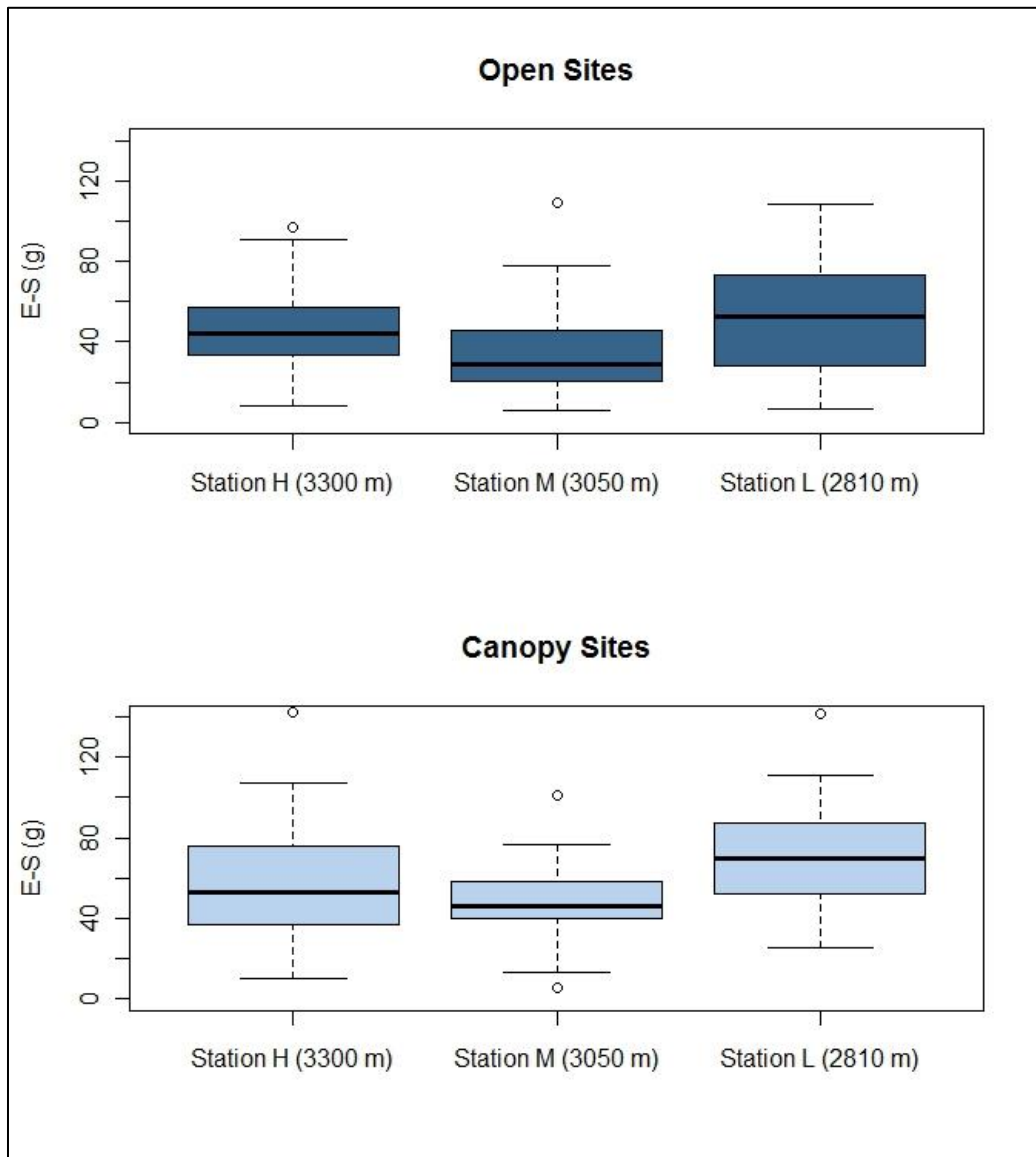 Open Sites
120
80
40
0
E-S (g)
Station H (3300 m) Station M (3050 m) Station L (2810 m)
Canopy Sites
120
80
40
0
E-S (g)
Station H (3300 m) Station M (3050 m) Station L (2810 m)